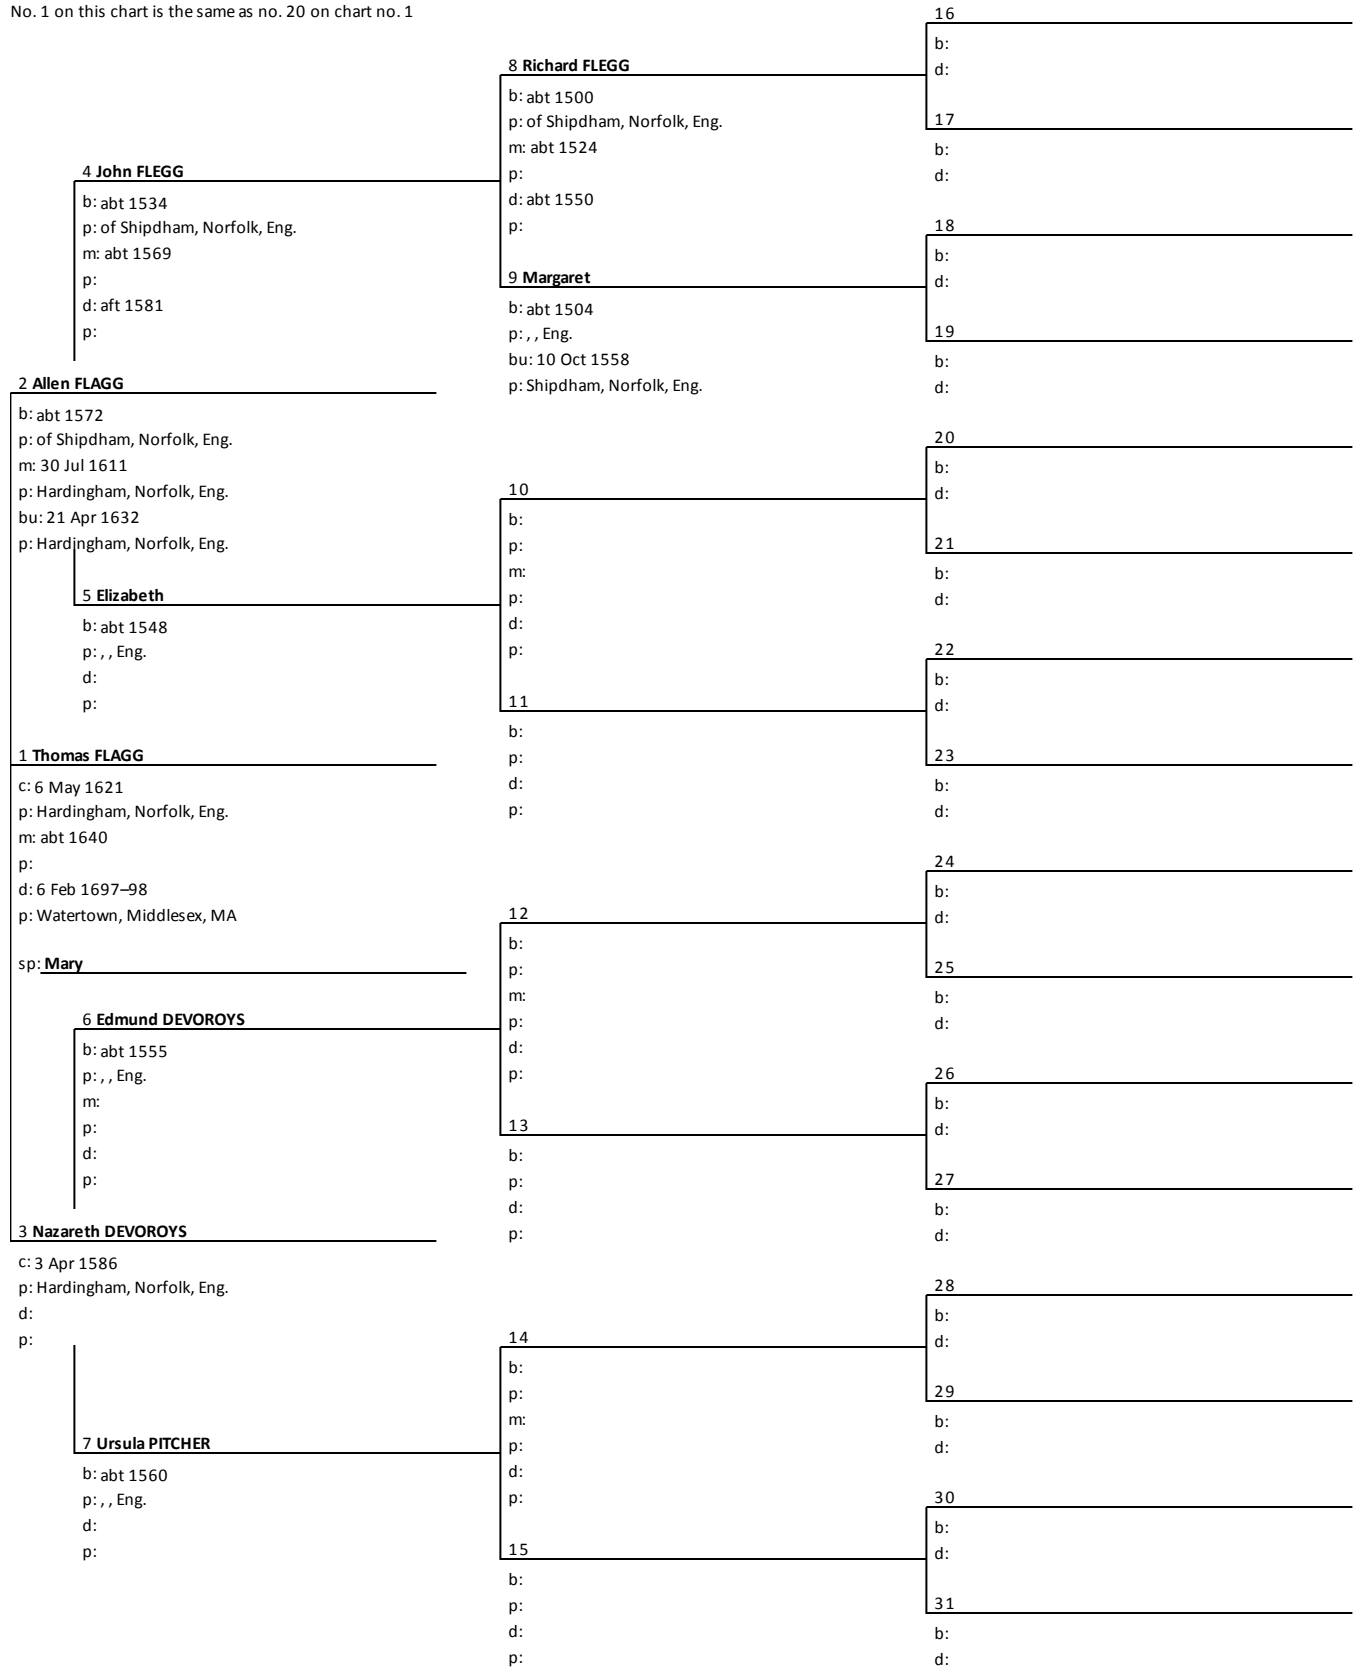 No. 1 on this chart is the same as no. 20 on chart no. 1
2 Allen FLAGG
b: abt 1572
p: of Shipdham, Norfolk, Eng.
m: 30 Jul 1611
p: Hardingham, Norfolk, Eng.
bu: 21 Apr 1632
p: Hardingham, Norfolk, Eng.
1 Thomas FLAGG
c: 6 May 1621
p: Hardingham, Norfolk, Eng.
m: abt 1640
p:
d: 6 Feb 1697–98
p: Watertown, Middlesex, MA
sp: Mary
3 Nazareth DEVOROYS
c: 3 Apr 1586
p: Hardingham, Norfolk, Eng.
d:
p:
4 John FLEGG
b: abt 1534
p: of Shipdham, Norfolk, Eng.
m: abt 1569
p:
d: aft 1581
p:
5 Elizabeth
b: abt 1548
p: , , Eng.
d:
p:
6 Edmund DEVOROYS
b: abt 1555
p: , , Eng.
m:
p:
d:
p:
7 Ursula PITCHER
b: abt 1560
p: , , Eng.
d:
p:
8 Richard FLEGG
b: abt 1500
p: of Shipdham, Norfolk, Eng.
m: abt 1524
p:
d: abt 1550
p:
9 Margaret
b: abt 1504
p: , , Eng.
bu: 10 Oct 1558
p: Shipdham, Norfolk, Eng.
10
b:
p:
m:
p:
d:
p:
11
b:
p:
d:
p:
12
b:
p:
m:
p:
d:
p:
13
b:
p:
d:
p:
14
b:
p:
m:
p:
d:
p:
15
b:
p:
d:
p:
16
b:
d:
17
b:
d:
18
b:
d:
19
b:
d:
20
b:
d:
21
b:
d:
22
b:
d:
23
b:
d:
24
b:
d:
25
b:
d:
26
b:
d:
27
b:
d:
28
b:
d:
29
b:
d:
30
b:
d:
31
b:
d: